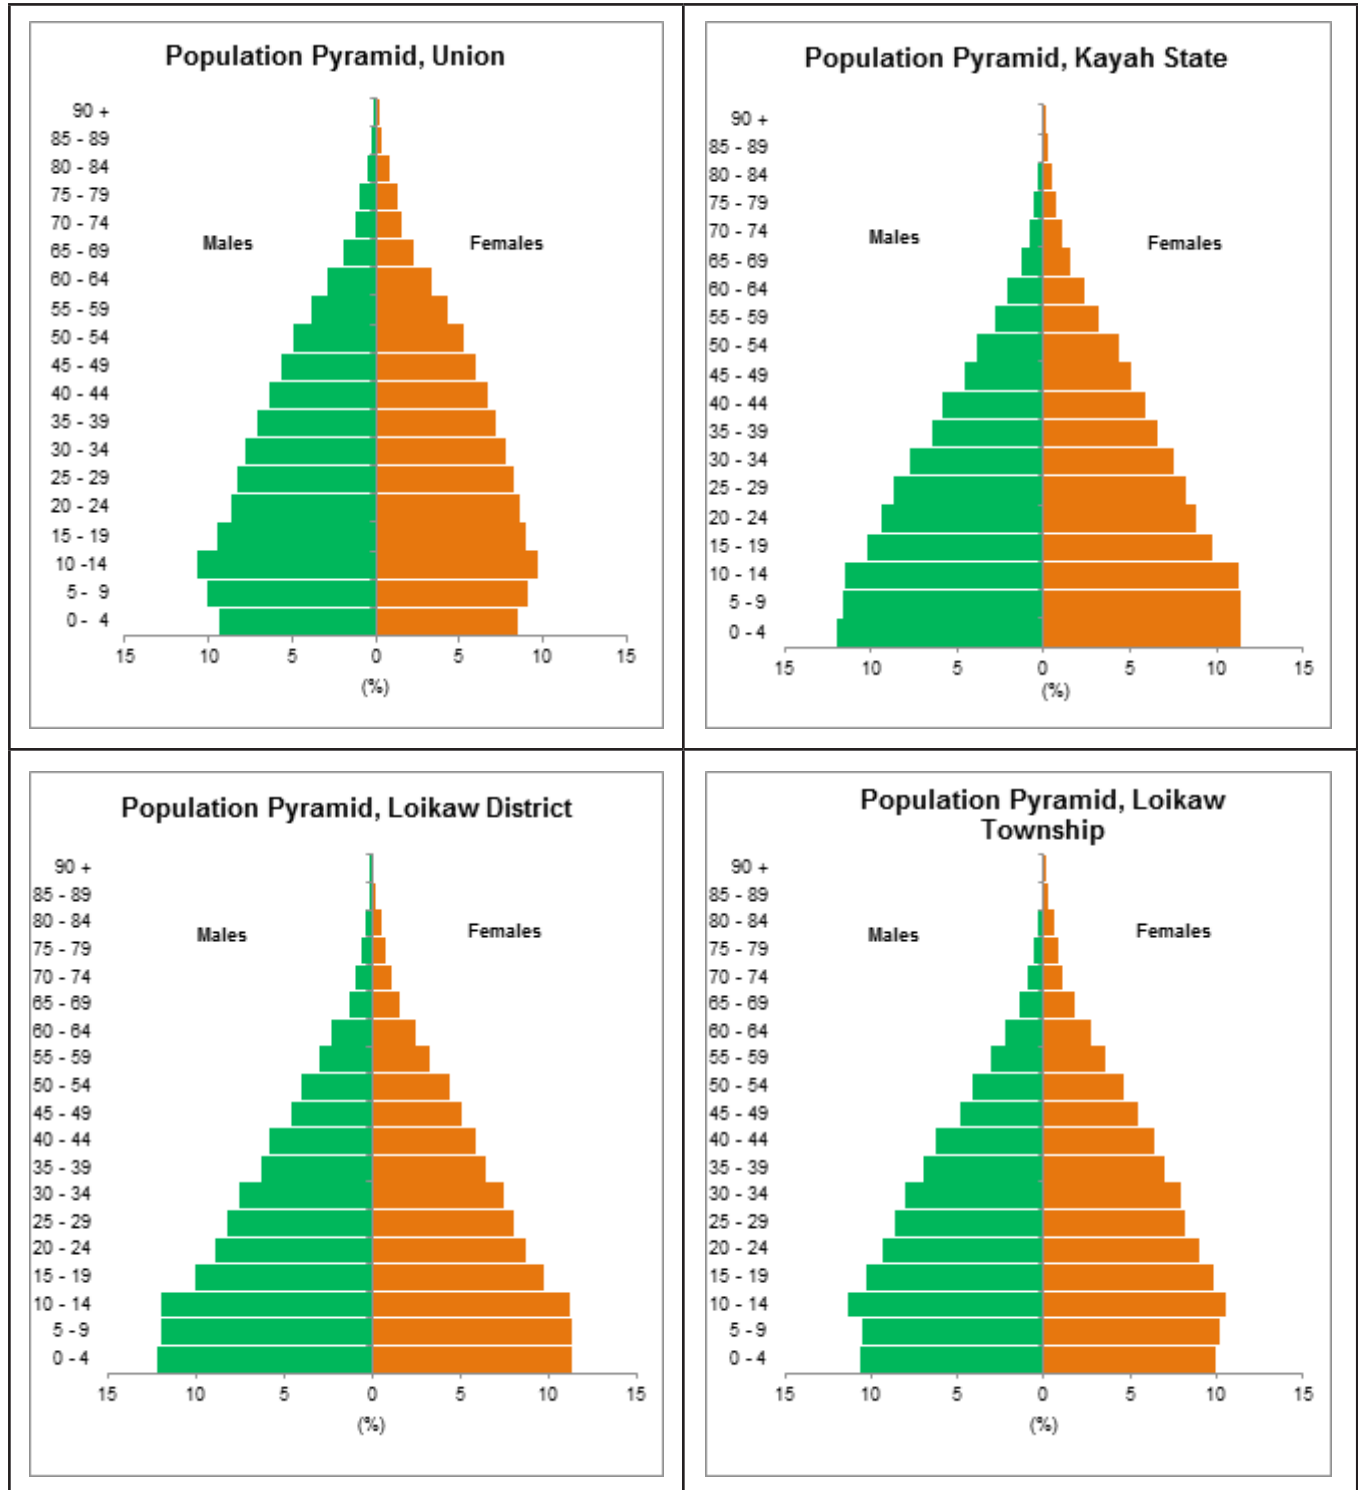 Population Pyramid, Union
90 +
85 - 89
80 - 84
75 - 79
70 - 74
65 - 69
60 - 64
55 - 59
50 - 54
45 - 49
40 - 44
35 - 39
30 - 34
25 - 29
20 - 24
15 - 19
10 -14
5 - 9
0 - 4
Males
Females
15 10 5 0 5 10 15
(%)
Population Pyramid, Kayah State
90 +
85 - 89
80 - 84
75 - 79
70 - 74
65 - 69
60 - 64
55 - 59
50 - 54
45 - 49
40 - 44
35 - 39
30 - 34
25 - 29
20 - 24
15 - 19
10 - 14
5 - 9
0 - 4
Males
Females
15 10 5 0 5 10 15
(%)
Population Pyramid, Loikaw District
90 +
85 - 89
80 - 84
75 - 79
70 - 74
65 - 69
60 - 64
55 - 59
50 - 54
45 - 49
40 - 44
35 - 39
30 - 34
25 - 29
20 - 24
15 - 19
10 - 14
5 - 9
0 - 4
Males
Females
15 10 5 0 5 10 15
(%)
Population Pyramid, Loikaw
Township
90 +
85 - 89
80 - 84
75 - 79
70 - 74
65 - 69
60 - 64
55 - 59
50 - 54
45 - 49
40 - 44
35 - 39
30 - 34
25 - 29
20 - 24
15 - 19
10 - 14
5 - 9
0 - 4
Males
Females
15 10 5 0 5 10 15
(%)